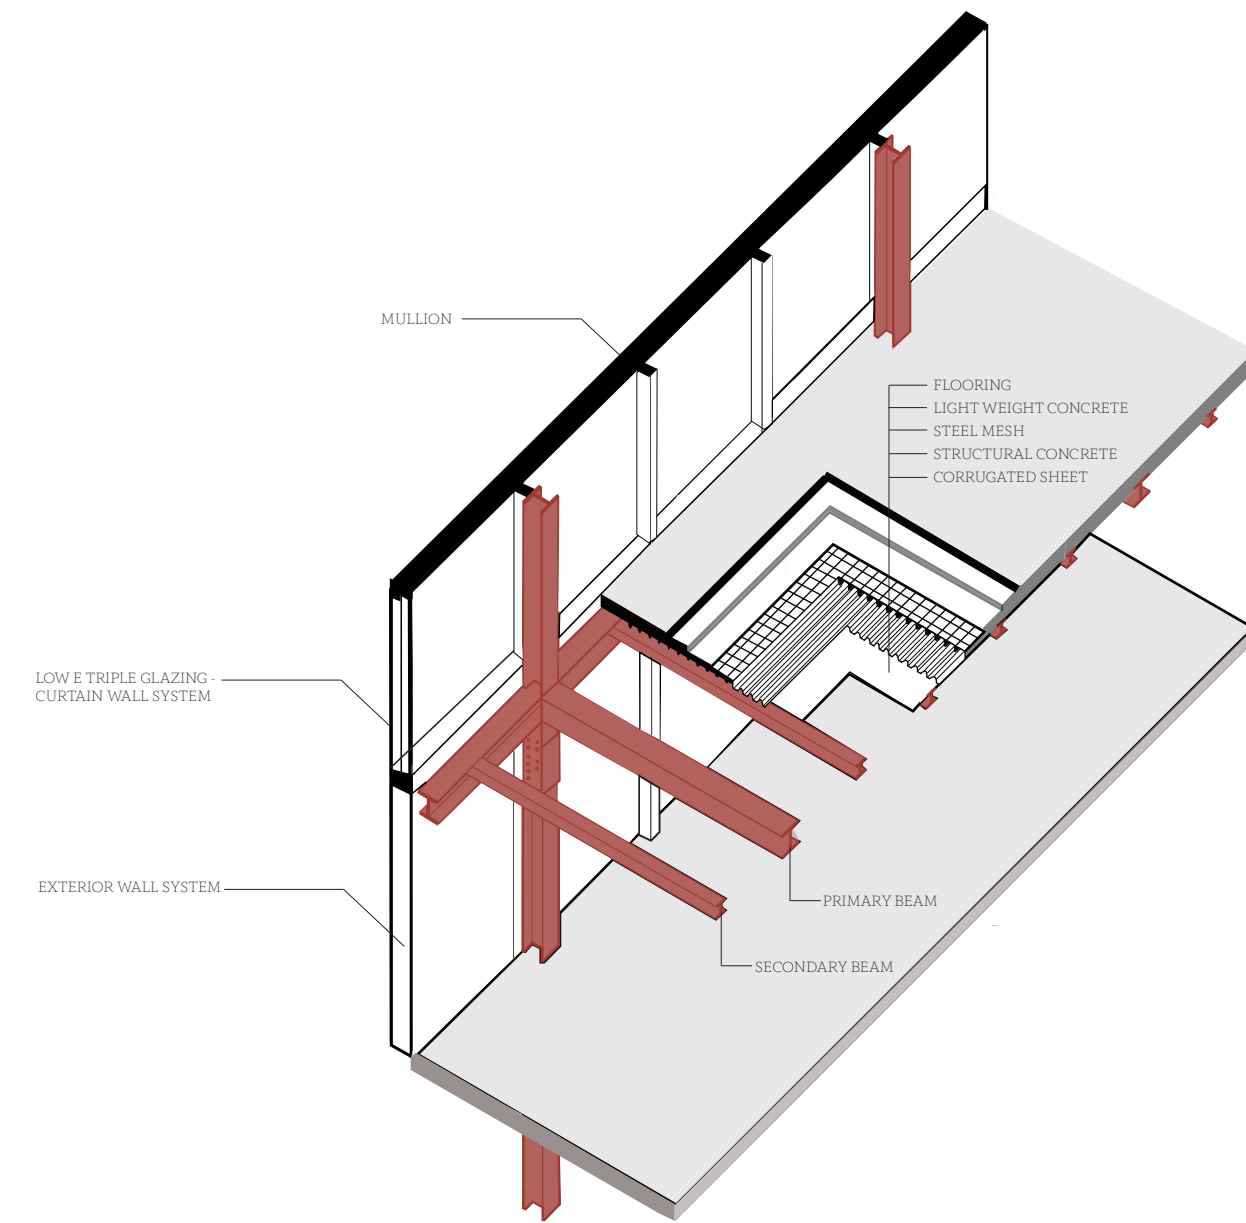 MULLION
FLOORING
LIGHT WEIGHT CONCRETE
STEEL MESH
STRUCTURAL CONCRETE
CORRUGATED SHEET
LOW E TRIPLE GLAZING -
CURTAIN WALL SYSTEM
EXTERIOR WALL SYSTEM
PRIMARY BEAM
SECONDARY BEAM